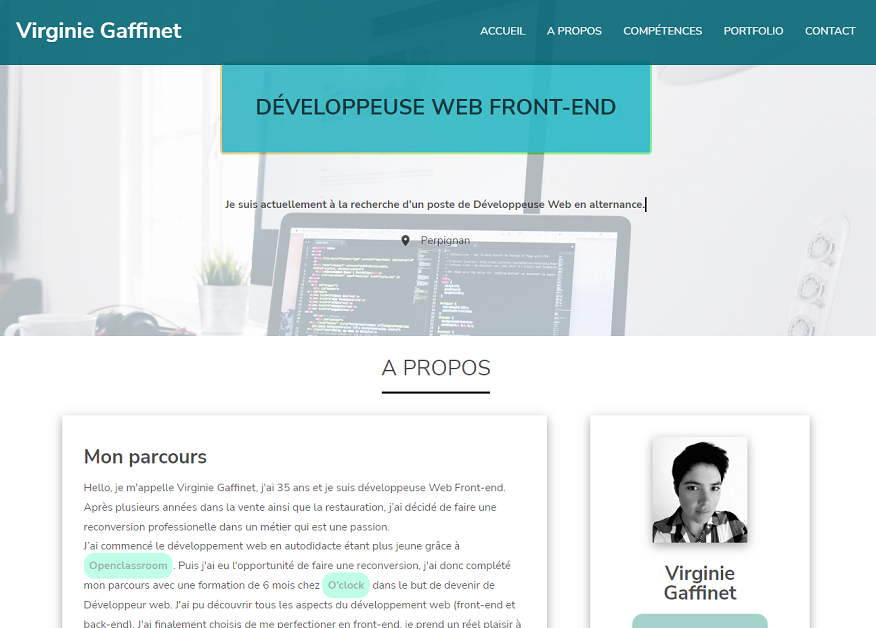 Virginie Gaffinet
ACCUEIL A PROPOS COMPÉTENCES PORTFOLIO CONTACT
DÉVELOPPEUSE WEB FRONT-END
Je suis actuellement à la recherche d'un poste de Développeuse Web en alternance.
Perpignan
A PROPOS
Mon parcours
Hello, je m'appelle Virginie Gaffinet, j'ai 35 ans et je suis développeuse Web Front-end.
Après plusieurs années dans la vente ainsi que la restauration, j'ai décidé de faire une
reconversion professionelle dans un métier qui est une passion.
J'ai commencé le développement web en autodidacte étant plus jeune grâce à
Openclassroom . Puis j'ai eu l'opportunité de faire une reconversion, j'ai donc complété
mon parcours avec une formation de 6 mois chez O'clock dans le but de devenir de
Développeur web. J'ai pu découvrir tous les aspects du développement web (front-end et
back-end). J'ai finalement choisis de me perfectioner en front-end, je prend un réel plaisir à
Virginie
Gaffinet